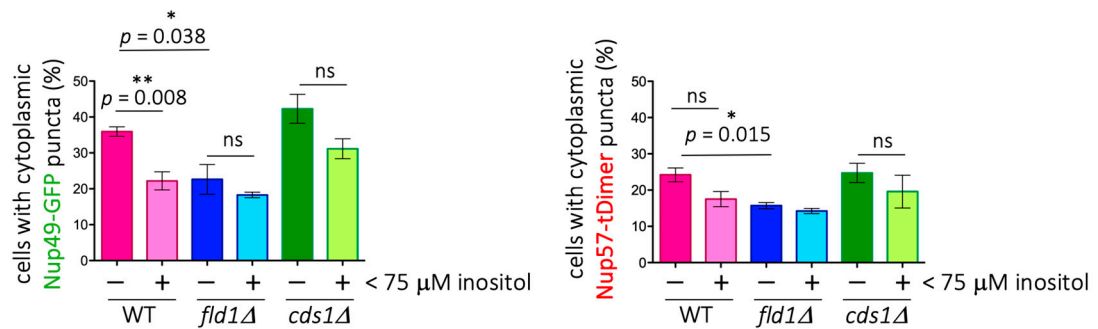 *
p = 0.038
**
p = 0.008
ns
ns
cells with cytoplasmic
Nup49-GFP puncta (%)
50
40
30
20
10
0
− + − + − + < 75 μM inositol
WT fld1Δ cds1Δ
ns
*
p = 0.015
ns
cells with cytoplasmic
Nup57-tDimer puncta (%)
50
40
30
20
10
0
− + − + − + < 75 μM inositol
WT fld1Δ cds1Δ